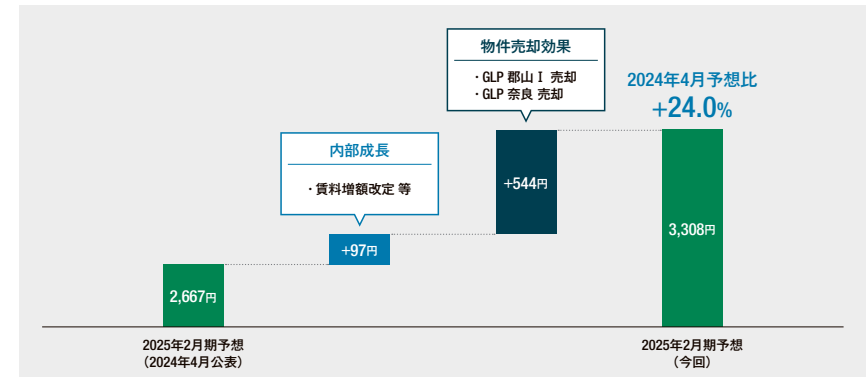 物件売却効果
・GLP 郡山Ⅰ 売却
・GLP 奈良 売却
2024年4月予想比
+24.0%
内部成長
・賃料増額改定 等
+544円
+97円
3,308円
2,667円
2025年2月期予想
（2024年4月公表）
2025年2月期予想
（今回）